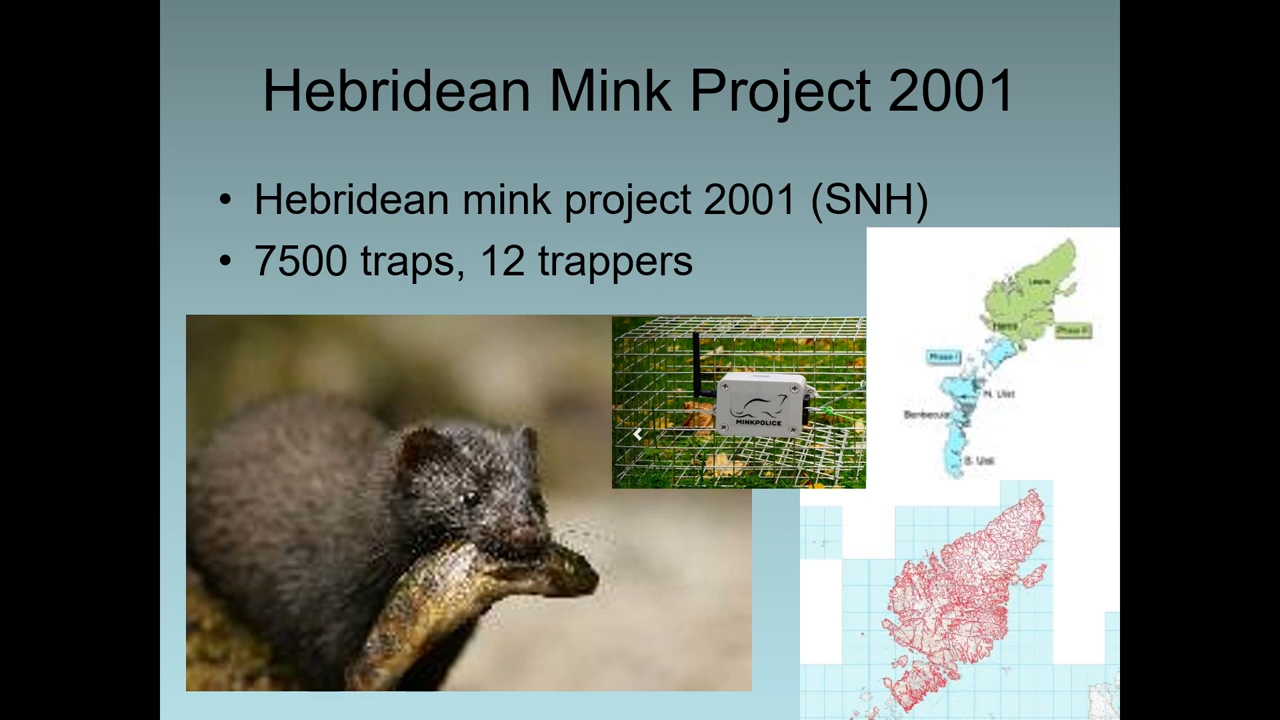 Hebridean Mink Project 2001
• Hebridean mink project 2001 (SNH)
• 7500 traps, 12 trappers
MINKPOLICE
Lewis
Harris
Phase II
Phase I
N. Uist
Benbecula
S. Uist